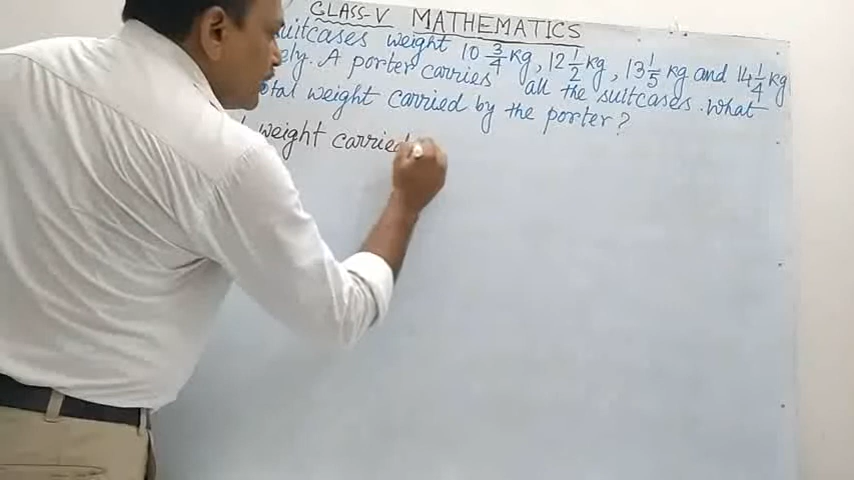 CLASS-V MATHEMATICS
suitcases weight 10 3/4 kg, 12 1/2 kg, 13 1/5 kg and 14 1/4 kg
ely. A porter carries all the suitcases. What
otal weight carried by the porter?
weight carried